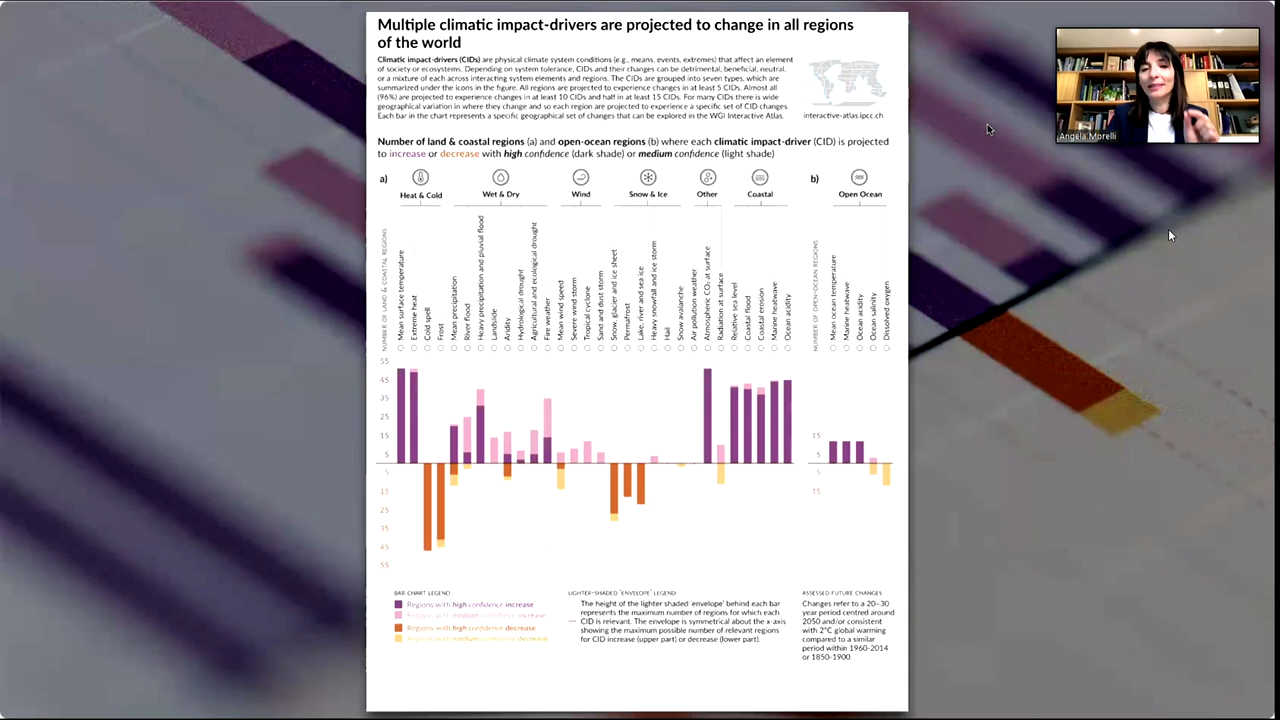 Multiple climatic impact-drivers are projected to change in all regions
of the world
Climatic impact-drivers (CIDs) are physical climate system conditions (e.g., means, events, extremes) that affect an element
of society or ecosystems. Depending on system tolerance, CIDs and their changes can be detrimental, beneficial, neutral,
or a mixture of each across interacting system elements and regions. The CIDs are grouped into seven types, which are
summarized under the icons in the figure. All regions are projected to experience changes in at least 5 CIDs. Almost all
(96%) are projected to experience changes in at least 10 CIDs and half in at least 15 CIDs. For many CIDs there is wide
geographical variation in where they change and so each region are projected to experience a specific set of CID changes.
Each bar in the chart represents a specific geographical set of changes that can be explored in the WGI Interactive Atlas.
interactive-atlas.ipcc.ch
Angela Morelli
Number of land & coastal regions (a) and open-ocean regions (b) where each climatic impact-driver (CID) is projected
to increase or decrease with high confidence (dark shade) or medium confidence (light shade)
a)
Heat & Cold
Wet & Dry
Wind
Snow & Ice
Other
Coastal
b)
Open Ocean
NUMBER OF LAND & COASTAL REGIONS
Mean surface temperature
Extreme heat
Cold spell
Frost
Mean precipitation
River flood
Heavy precipitation and pluvial flood
Landslide
Aridity
Hydrological drought
Agricultural and ecological drought
Fire weather
Mean wind speed
Severe wind storm
Tropical cyclone
Sand and dust storm
Snow, glacier and ice sheet
Permafrost
Lake, river and sea ice
Heavy snowfall and ice storm
Hail
Snow avalanche
Air pollution weather
Atmospheric CO₂ at surface
Radiation at surface
Relative sea level
Coastal flood
Coastal erosion
Marine heatwave
Ocean acidity
NUMBER OF OPEN-OCEAN REGIONS
Mean ocean temperature
Marine heatwave
Ocean acidity
Ocean salinity
Dissolved oxygen
55
45
35
25
15
5
5
15
25
35
45
55
15
5
5
15
BAR CHART LEGEND
Regions with high confidence increase
Regions with medium confidence increase
Regions with high confidence decrease
Regions with medium confidence decrease
LIGHTER-SHADED 'ENVELOPE' LEGEND
The height of the lighter shaded 'envelope' behind each bar
represents the maximum number of regions for which each
CID is relevant. The envelope is symmetrical about the x-axis
showing the maximum possible number of relevant regions
for CID increase (upper part) or decrease (lower part).
ASSESSED FUTURE CHANGES
Changes refer to a 20–30
year period centred around
2050 and/or consistent
with 2°C global warming
compared to a similar
period within 1960-2014
or 1850-1900.